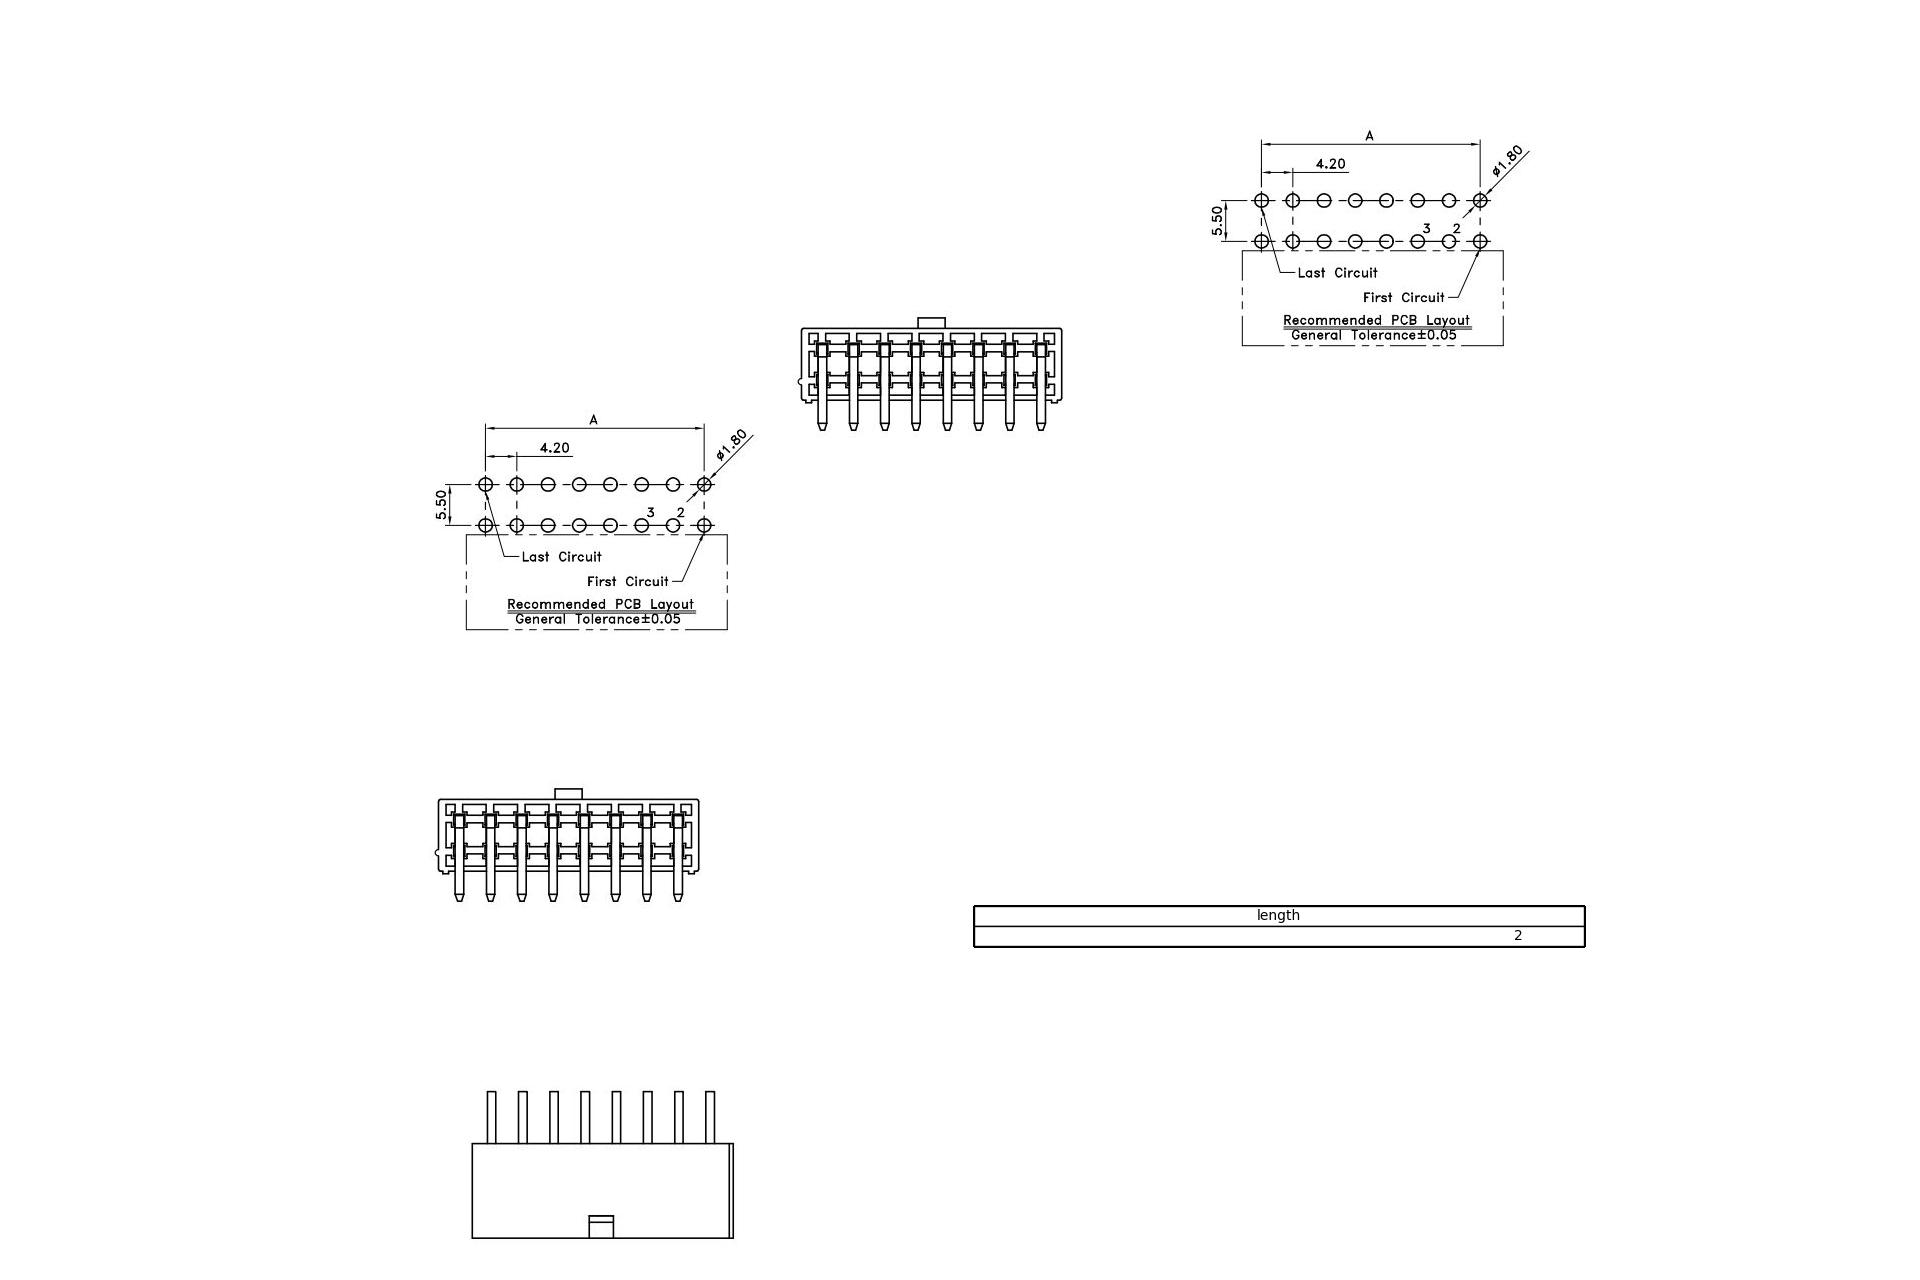 A
4.20
ø1.80
5.50
3 2
Last Circuit
First Circuit
Recommended PCB Layout
General Tolerance±0.05
A
4.20
ø1.80
5.50
3 2
Last Circuit
First Circuit
Recommended PCB Layout
General Tolerance±0.05
length
2